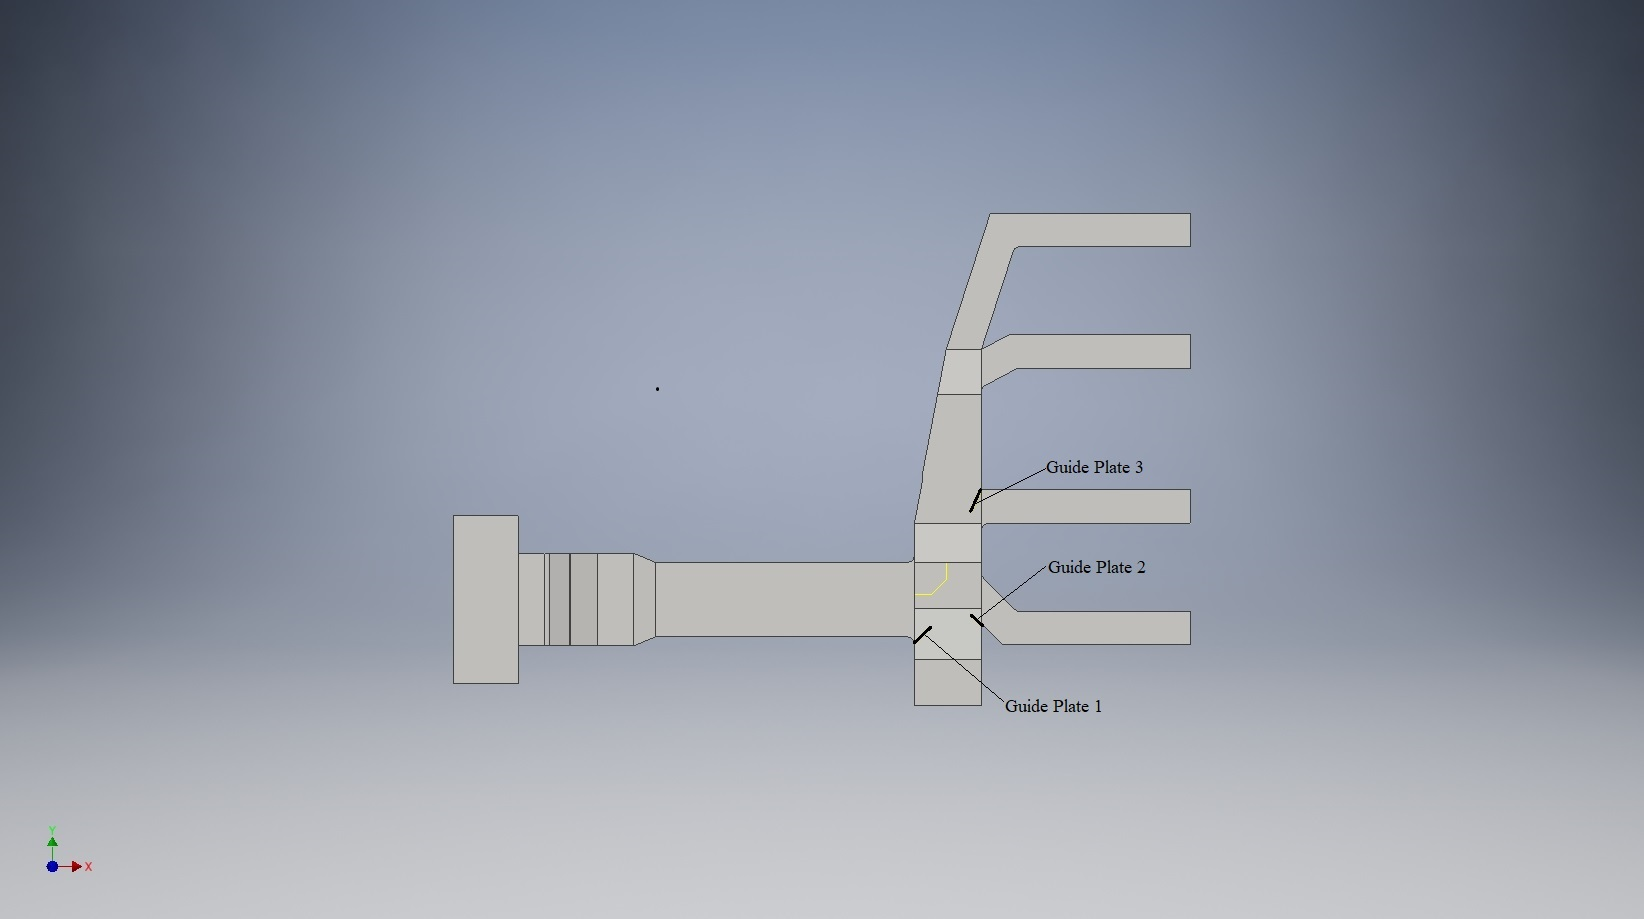 Guide Plate 3
Guide Plate 2
Guide Plate 1
Y
X